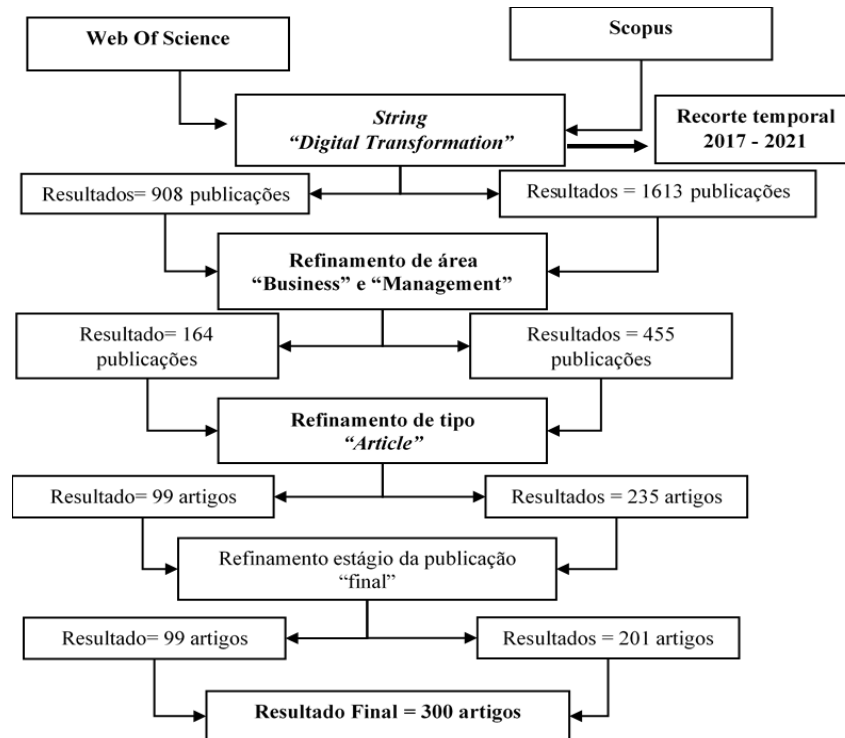 Web Of Science
Scopus
String
“Digital Transformation”
Recorte temporal
2017 - 2021
Resultados= 908 publicações
Resultados = 1613 publicações
Refinamento de área
“Business” e “Management”
Resultado= 164
publicações
Resultados = 455
publicações
Refinamento de tipo
“Article”
Resultado= 99 artigos
Resultados = 235 artigos
Refinamento estágio da publicação
“final”
Resultado= 99 artigos
Resultados = 201 artigos
Resultado Final = 300 artigos